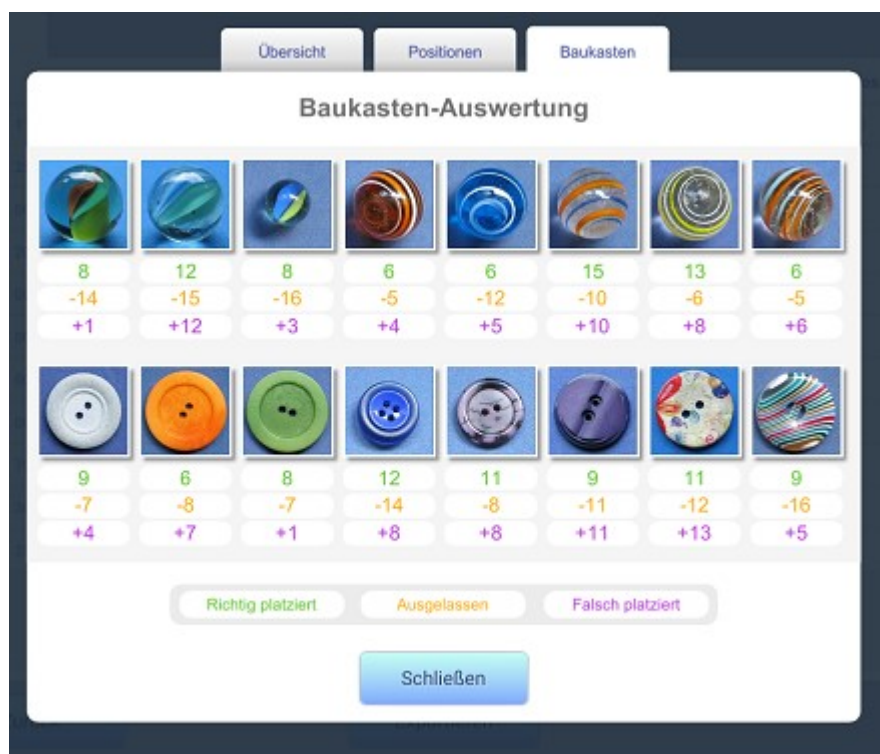 Übersicht Positionen Baukasten
Baukasten-Auswertung
8 12 8 6 6 15 13 6
-14 -15 -16 -5 -12 -10 -6 -5
+1 +12 +3 +4 +5 +10 +8 +6
9 6 8 12 11 9 11 9
-7 -8 -7 -14 -8 -11 -12 -16
+4 +7 +1 +8 +8 +11 +13 +5
Richtig platziert Ausgelassen Falsch platziert
Schließen